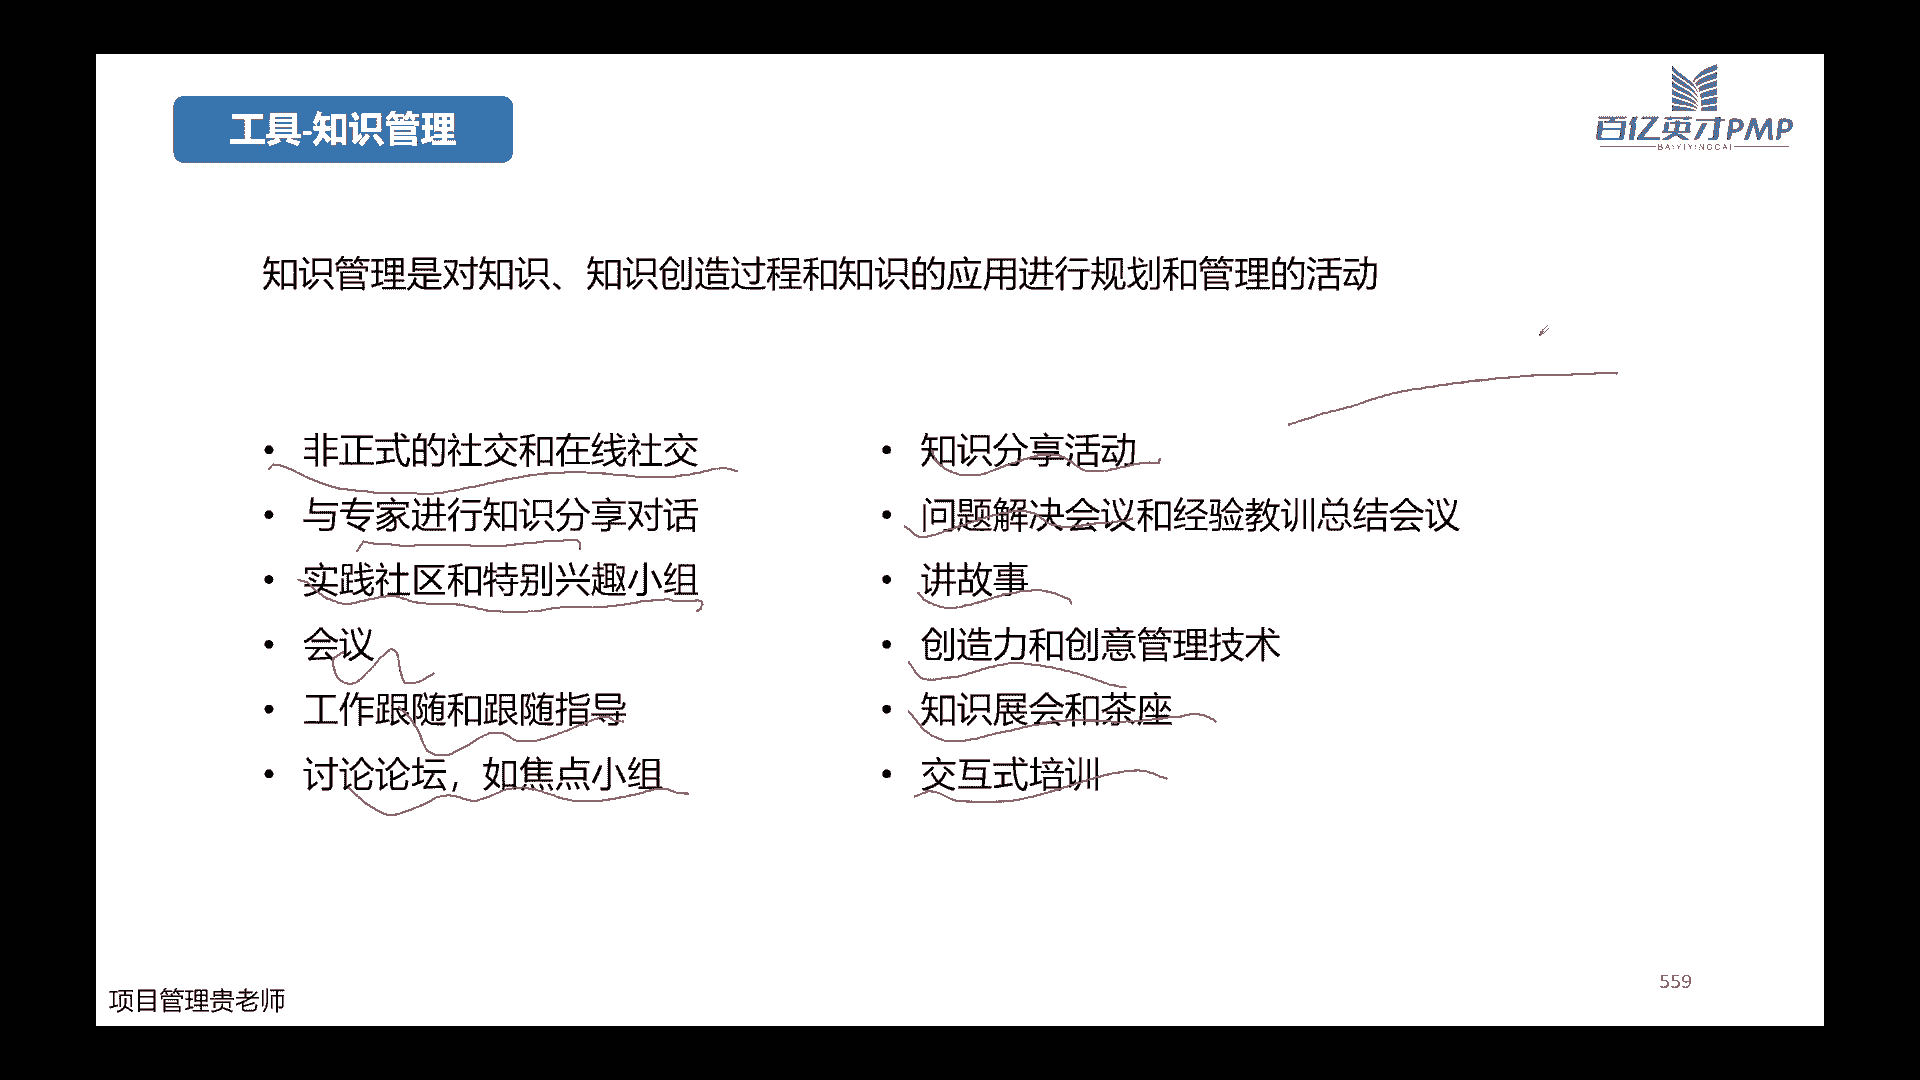 工具-知识管理
百亿英才PMP
BAIYIYINGCAI
知识管理是对知识、知识创造过程和知识的应用进行规划和管理的活动
• 非正式的社交和在线社交
• 与专家进行知识分享对话
• 实践社区和特别兴趣小组
• 会议
• 工作跟随和跟随指导
• 讨论论坛，如焦点小组
• 知识分享活动
• 问题解决会议和经验教训总结会议
• 讲故事
• 创造力和创意管理技术
• 知识展会和茶座
• 交互式培训
559
项目管理贵老师